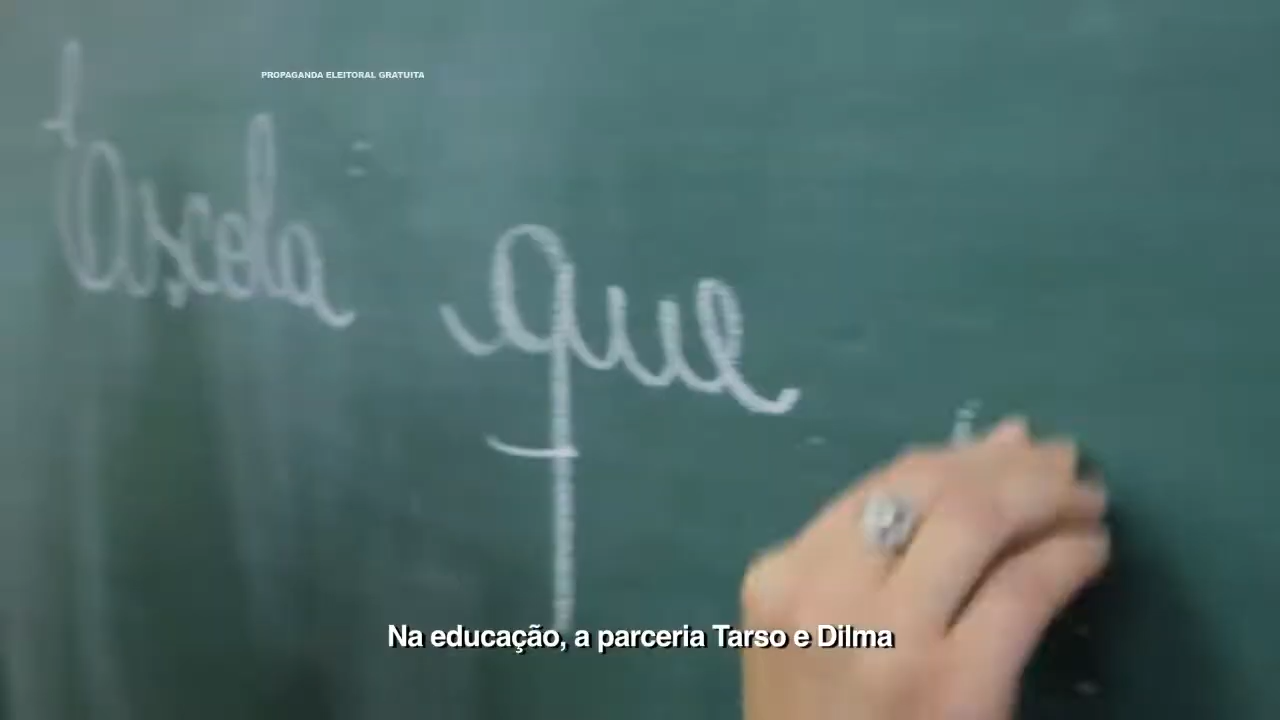 PROPAGANDA ELEITORAL GRATUITA
escola que
Na educação, a parceria Tarso e Dilma